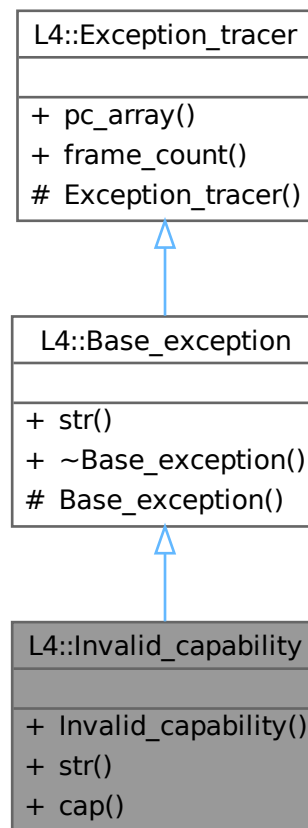 L4::Exception_tracer
+ pc_array()
+ frame_count()
# Exception_tracer()
L4::Base_exception
+ str()
+ ~Base_exception()
# Base_exception()
L4::Invalid_capability
+ Invalid_capability()
+ str()
+ cap()